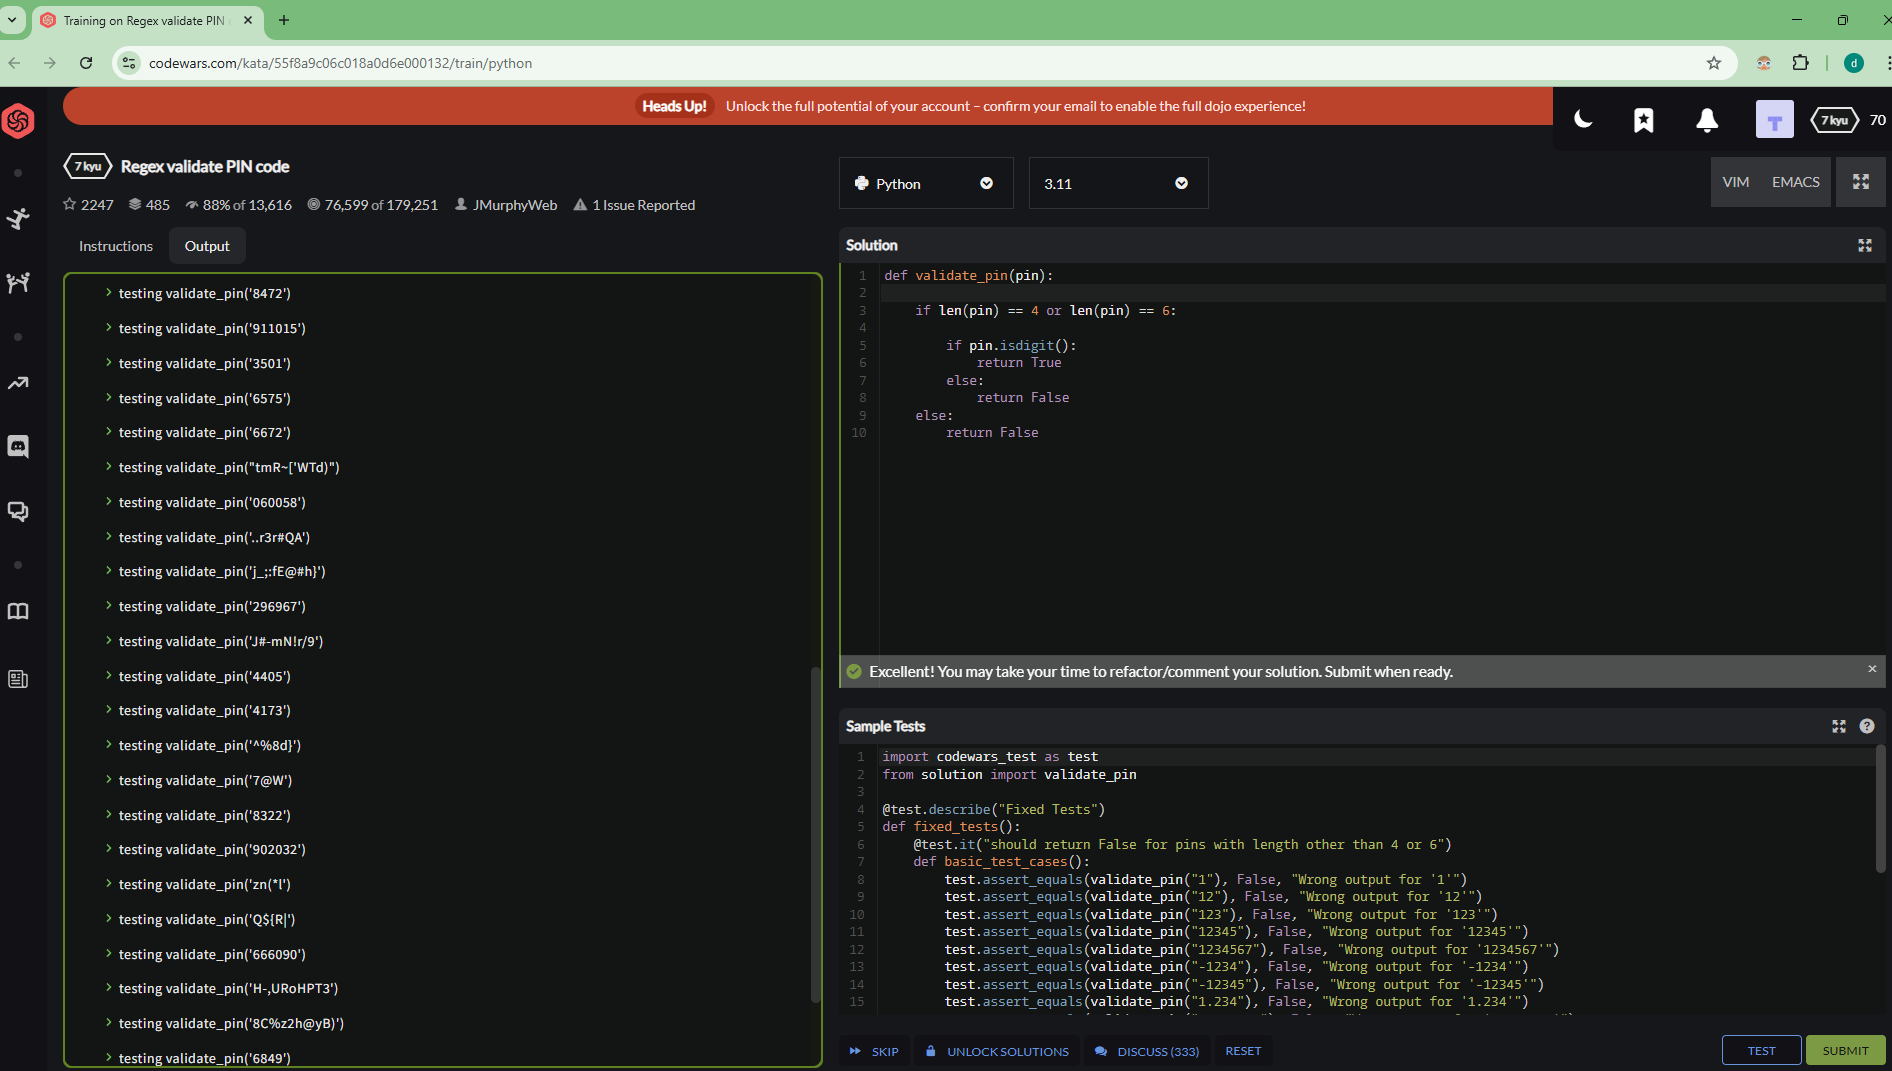 Training on Regex validate PIN
codewars.com/kata/55f8a9c06c018a0d6e000132/train/python
d
Heads Up! Unlock the full potential of your account – confirm your email to enable the full dojo experience!
T
7 kyu 70
7 kyu Regex validate PIN code
2247 485 88% of 13,616 76,599 of 179,251 JMurphyWeb 1 Issue Reported
Python
3.11
VIM EMACS
Instructions Output
testing validate_pin('8472')
testing validate_pin('911015')
testing validate_pin('3501')
testing validate_pin('6575')
testing validate_pin('6672')
testing validate_pin("tmR~['WTd)")
testing validate_pin('060058')
testing validate_pin('..r3r#QA')
testing validate_pin('j_;:fE@#h}')
testing validate_pin('296967')
testing validate_pin('J#-mN!r/9')
testing validate_pin('4405')
testing validate_pin('4173')
testing validate_pin('^%8d}')
testing validate_pin('7@W')
testing validate_pin('8322')
testing validate_pin('902032')
testing validate_pin('zn(*l')
testing validate_pin('Q${R|')
testing validate_pin('666090')
testing validate_pin('H-,URoHPT3')
testing validate_pin('8C%z2h@yB)')
testing validate_pin('6849')
Solution
1 def validate_pin(pin):
2
3 if len(pin) == 4 or len(pin) == 6:
4
5 if pin.isdigit():
6 return True
7 else:
8 return False
9 else:
10 return False
Excellent! You may take your time to refactor/comment your solution. Submit when ready.
Sample Tests
1 import codewars_test as test
2 from solution import validate_pin
3
4 @test.describe("Fixed Tests")
5 def fixed_tests():
6 @test.it("should return False for pins with length other than 4 or 6")
7 def basic_test_cases():
8 test.assert_equals(validate_pin("1"), False, "Wrong output for '1'")
9 test.assert_equals(validate_pin("12"), False, "Wrong output for '12'")
10 test.assert_equals(validate_pin("123"), False, "Wrong output for '123'")
11 test.assert_equals(validate_pin("12345"), False, "Wrong output for '12345'")
12 test.assert_equals(validate_pin("1234567"), False, "Wrong output for '1234567'")
13 test.assert_equals(validate_pin("-1234"), False, "Wrong output for '-1234'")
14 test.assert_equals(validate_pin("-12345"), False, "Wrong output for '-12345'")
15 test.assert_equals(validate_pin("1.234"), False, "Wrong output for '1.234'")
SKIP UNLOCK SOLUTIONS DISCUSS (333) RESET
TEST SUBMIT